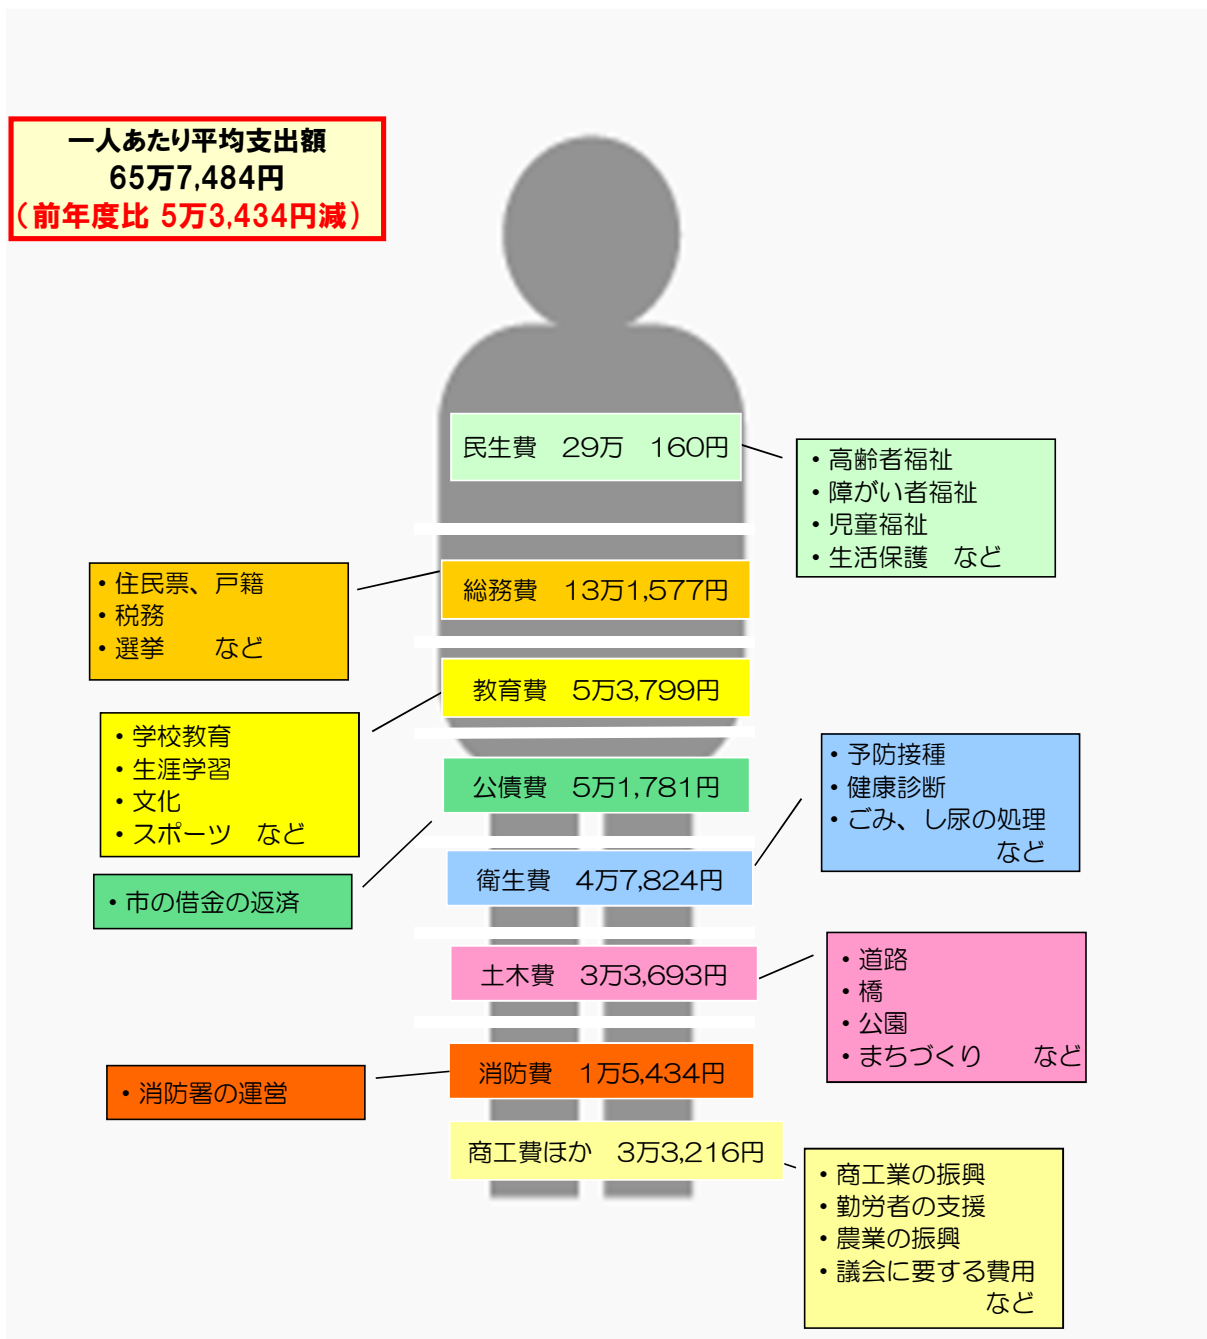 一人あたり平均支出額
65万7,484円
（前年度比 5万3,434円減）
民生費　29万　160円
・高齢者福祉
・障がい者福祉
・児童福祉
・生活保護　など
総務費　13万1,577円
・住民票、戸籍
・税務
・選挙　　など
教育費　5万3,799円
・学校教育
・生涯学習
・文化
・スポーツ　など
公債費　5万1,781円
・市の借金の返済
衛生費　4万7,824円
・予防接種
・健康診断
・ごみ、し尿の処理
など
土木費　3万3,693円
・道路
・橋
・公園
・まちづくり　　など
消防費　1万5,434円
・消防署の運営
商工費ほか　3万3,216円
・商工業の振興
・勤労者の支援
・農業の振興
・議会に要する費用
など